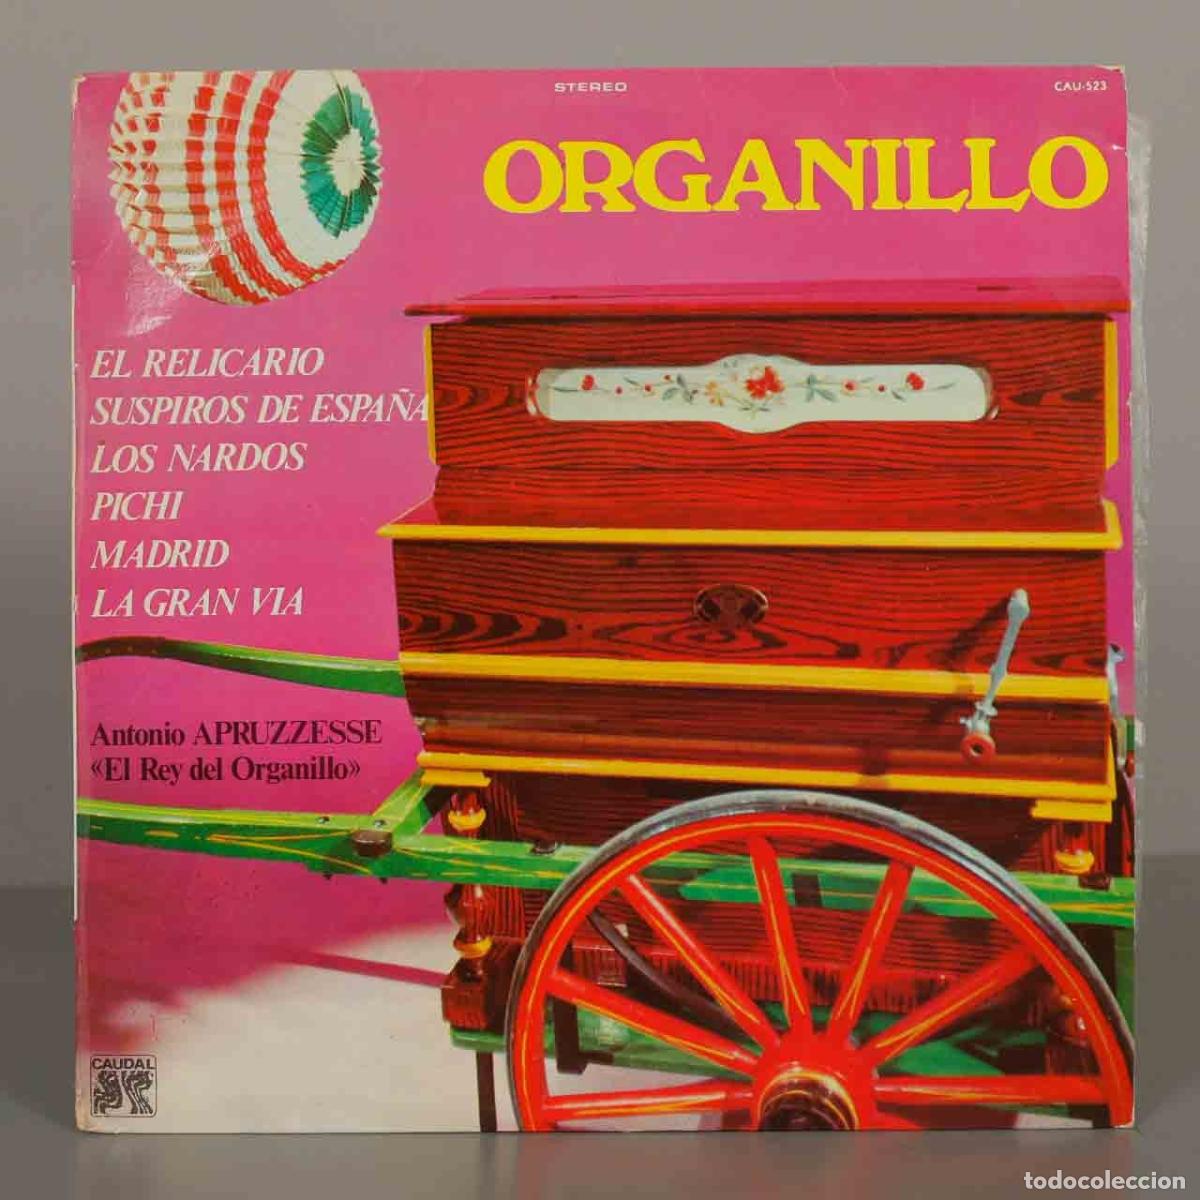 STEREO
CAU-523
ORGANILLO
EL RELICARIO
SUSPIROS DE ESPAÑA
LOS NARDOS
PICHI
MADRID
LA GRAN VIA
Antonio APRUZZESSE
«El Rey del Organillo»
CAUDAL
todocoleccion